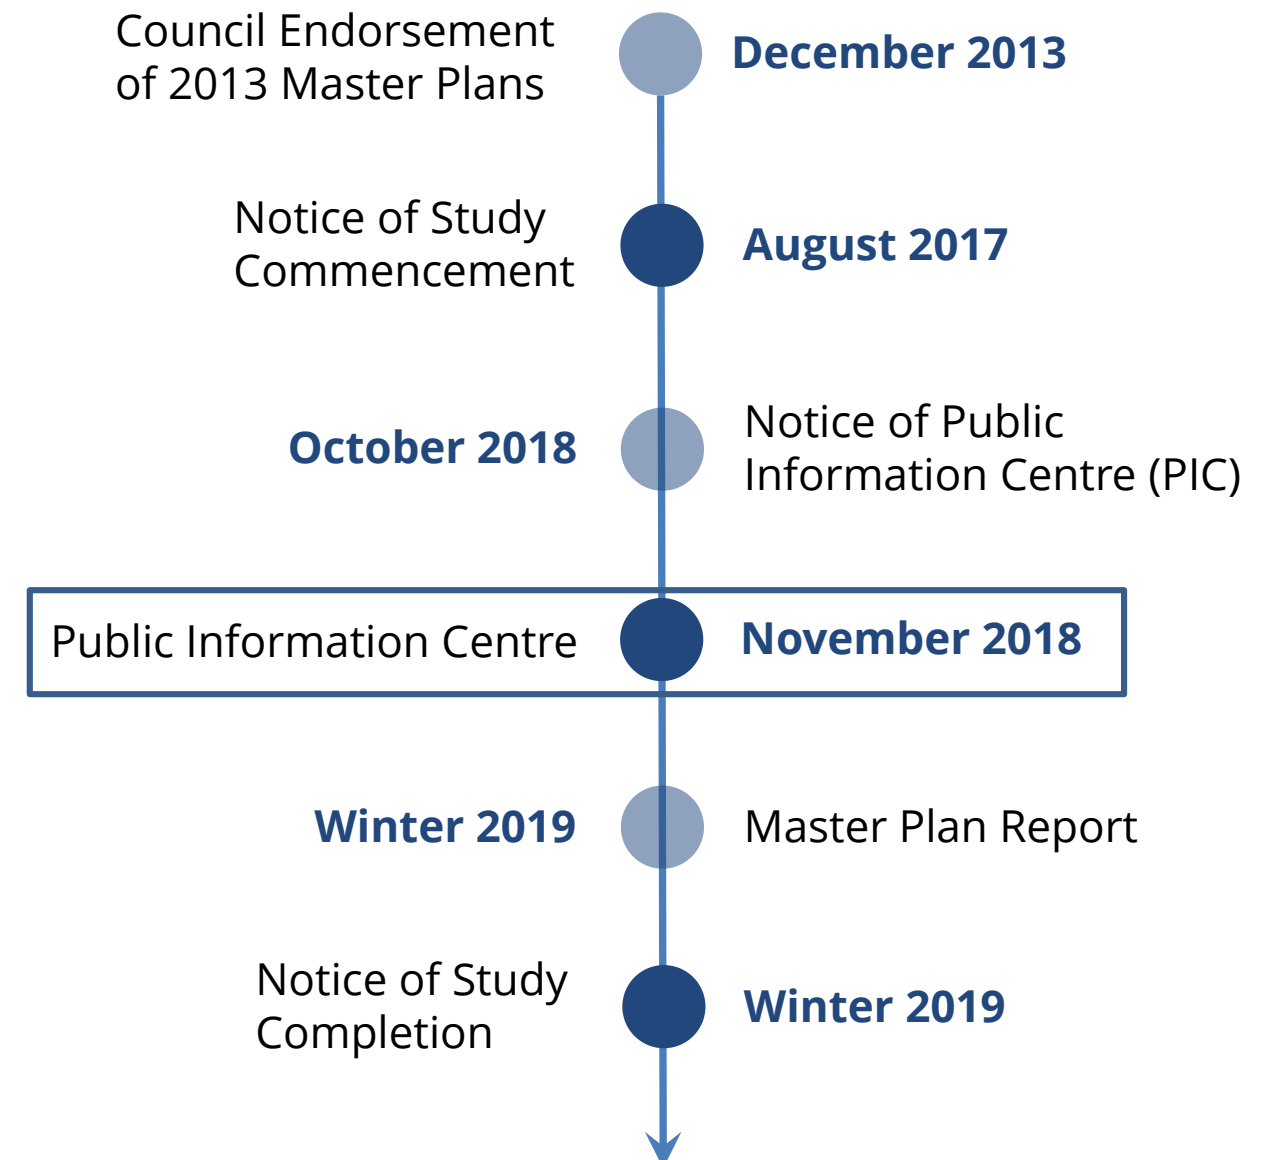 Council Endorsement
of 2013 Master Plans
December 2013
Notice of Study
Commencement
August 2017
October 2018
Notice of Public
Information Centre (PIC)
Public Information Centre
November 2018
Winter 2019
Master Plan Report
Notice of Study
Completion
Winter 2019